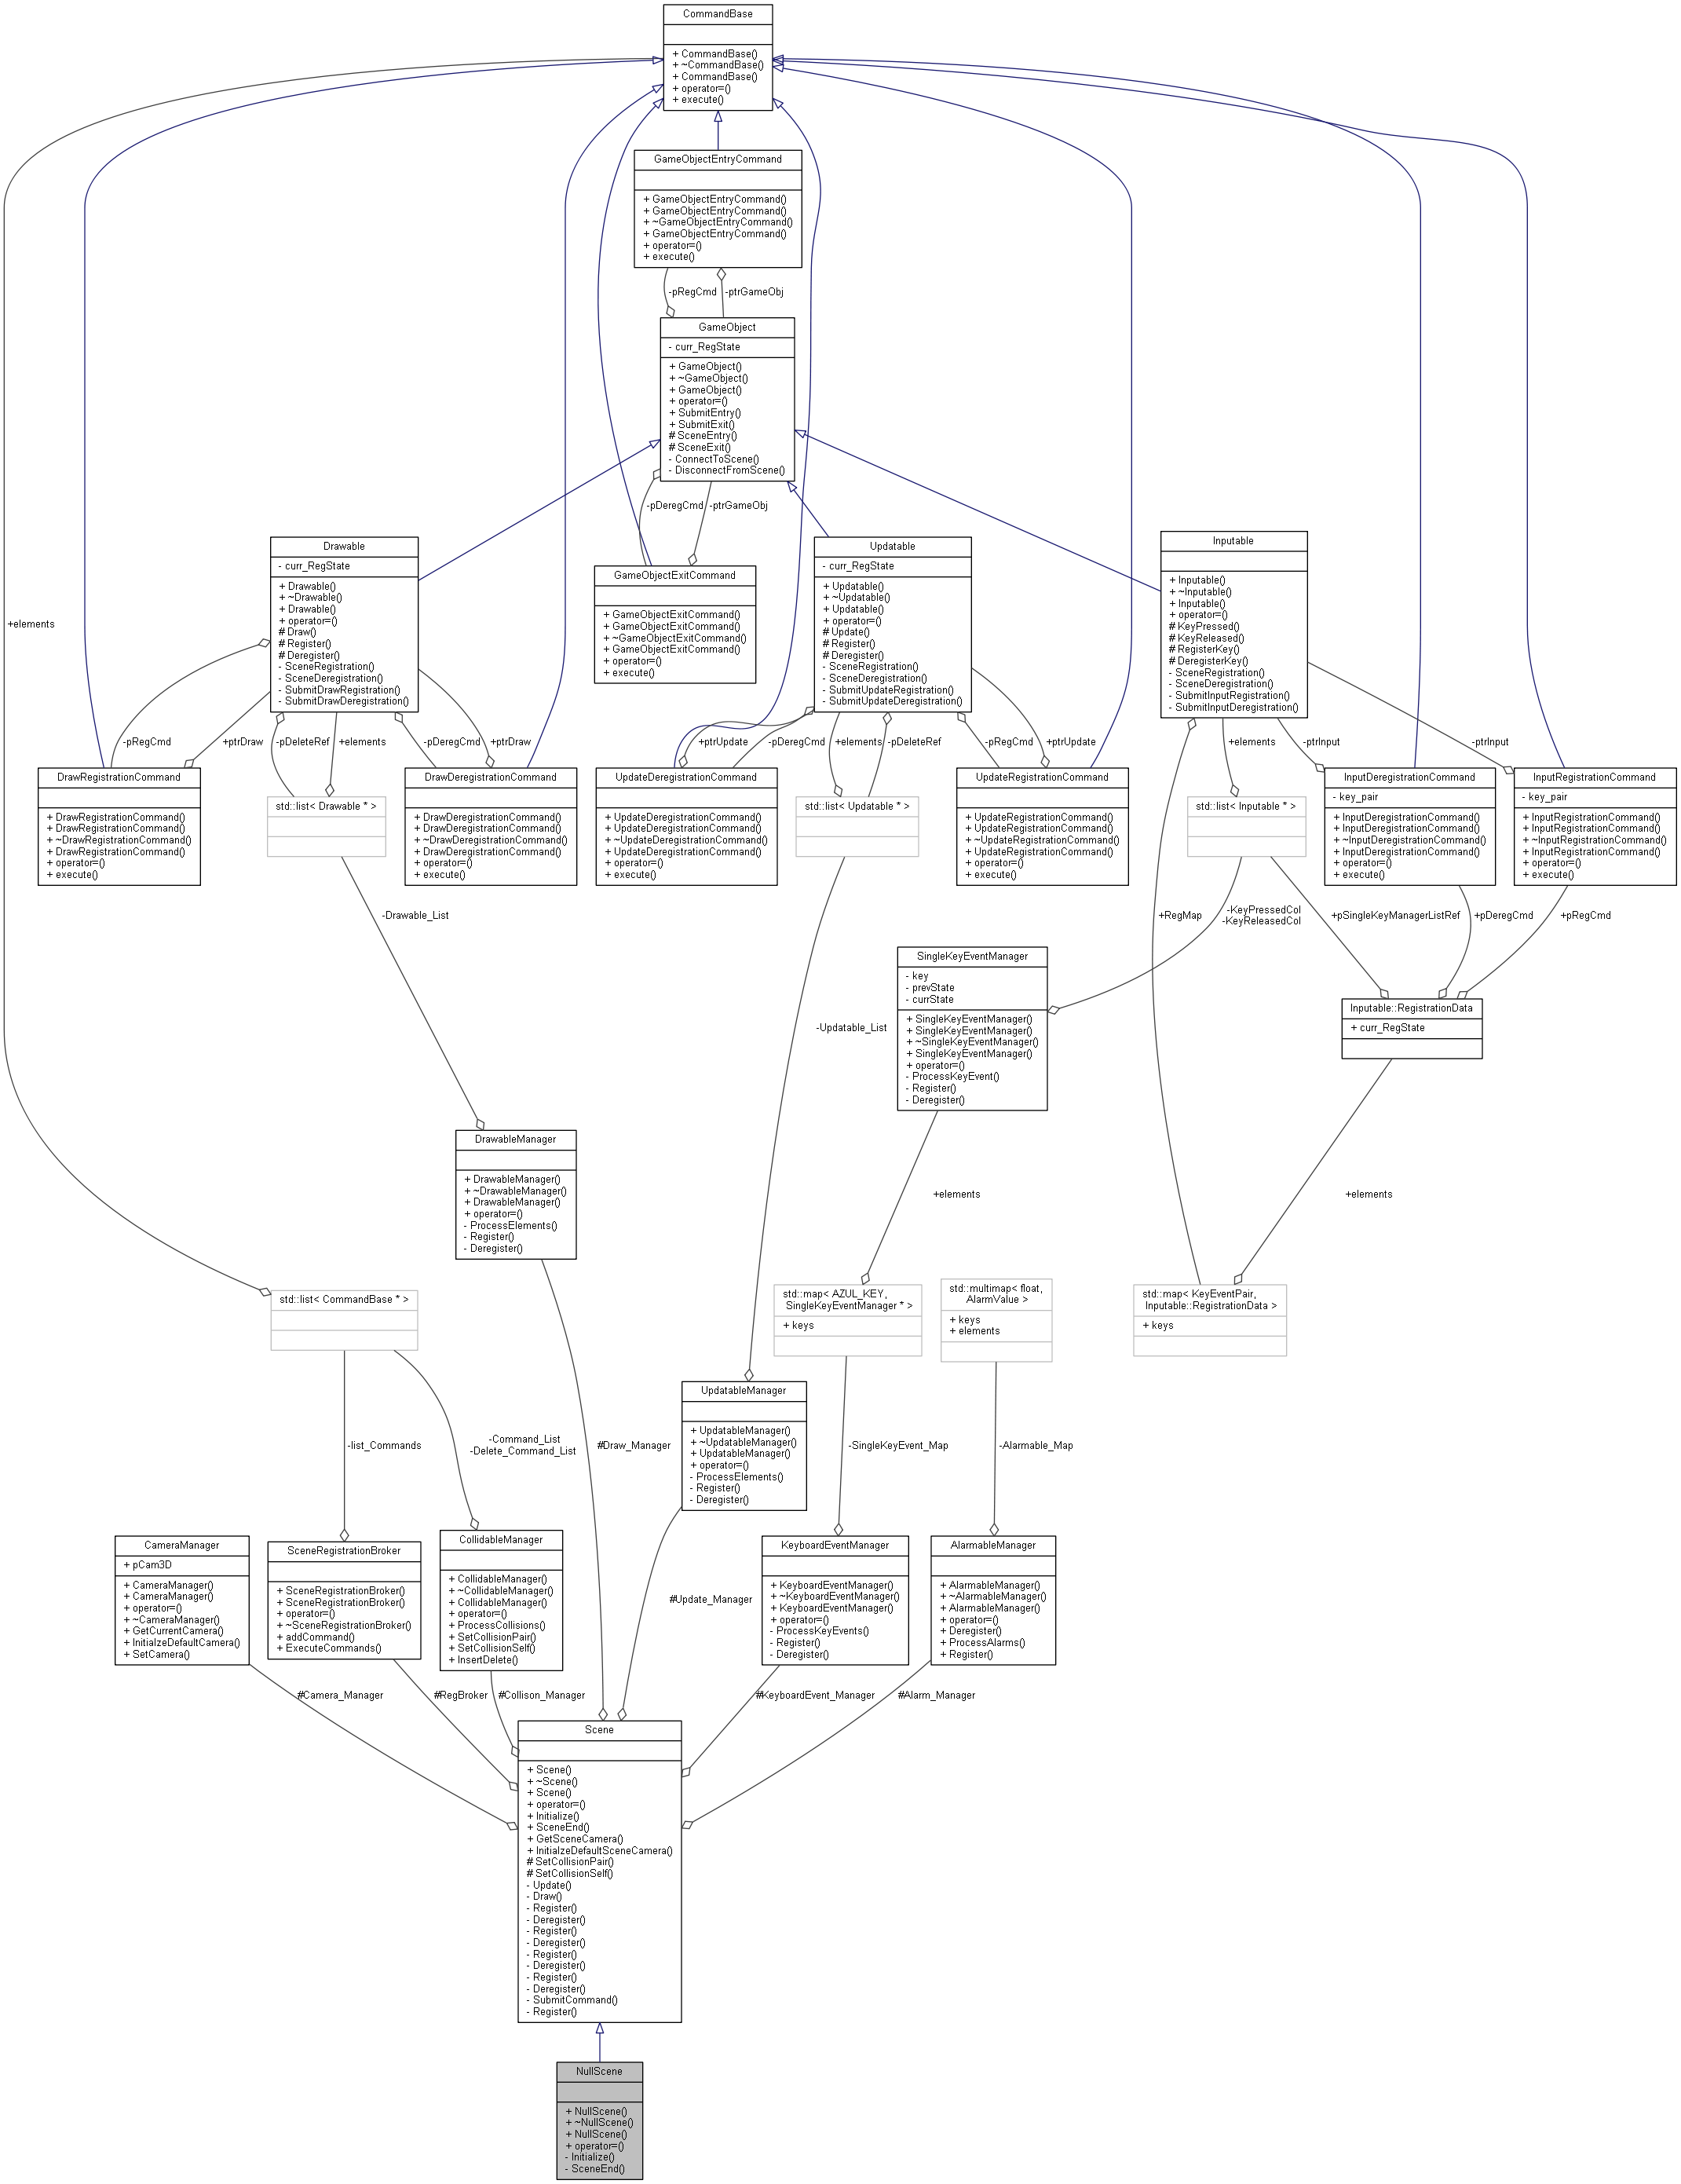 CommandBase
+ CommandBase()
+ ~CommandBase()
+ CommandBase()
+ operator=()
+ execute()
GameObjectEntryCommand
+ GameObjectEntryCommand()
+ GameObjectEntryCommand()
+ ~GameObjectEntryCommand()
+ GameObjectEntryCommand()
+ operator=()
+ execute()
-pRegCmd
-ptrGameObj
GameObject
- curr_RegState
+ GameObject()
+ ~GameObject()
+ GameObject()
+ operator=()
+ SubmitEntry()
+ SubmitExit()
# SceneEntry()
# SceneExit()
- ConnectToScene()
- DisconnectFromScene()
-pDeregCmd
-ptrGameObj
+elements
Drawable
- curr_RegState
+ Drawable()
+ ~Drawable()
+ Drawable()
+ operator=()
# Draw()
# Register()
# Deregister()
- SceneRegistration()
- SceneDeregistration()
- SubmitDrawRegistration()
- SubmitDrawDeregistration()
GameObjectExitCommand
+ GameObjectExitCommand()
+ GameObjectExitCommand()
+ ~GameObjectExitCommand()
+ GameObjectExitCommand()
+ operator=()
+ execute()
Updatable
- curr_RegState
+ Updatable()
+ ~Updatable()
+ Updatable()
+ operator=()
# Update()
# Register()
# Deregister()
- SceneRegistration()
- SceneDeregistration()
- SubmitUpdateRegistration()
- SubmitUpdateDeregistration()
Inputable
+ Inputable()
+ ~Inputable()
+ Inputable()
+ operator=()
# KeyPressed()
# KeyReleased()
# RegisterKey()
# DeregisterKey()
- SceneRegistration()
- SceneDeregistration()
- SubmitInputRegistration()
- SubmitInputDeregistration()
-pRegCmd
+ptrDraw
-pDeleteRef
+elements
-pDeregCmd
+ptrDraw
+ptrUpdate
-pDeregCmd
+elements
-pDeleteRef
-pRegCmd
+ptrUpdate
+elements
-ptrInput
-ptrInput
DrawRegistrationCommand
+ DrawRegistrationCommand()
+ DrawRegistrationCommand()
+ ~DrawRegistrationCommand()
+ DrawRegistrationCommand()
+ operator=()
+ execute()
std::list< Drawable * >
DrawDeregistrationCommand
+ DrawDeregistrationCommand()
+ DrawDeregistrationCommand()
+ ~DrawDeregistrationCommand()
+ DrawDeregistrationCommand()
+ operator=()
+ execute()
UpdateDeregistrationCommand
+ UpdateDeregistrationCommand()
+ UpdateDeregistrationCommand()
+ ~UpdateDeregistrationCommand()
+ UpdateDeregistrationCommand()
+ operator=()
+ execute()
std::list< Updatable * >
UpdateRegistrationCommand
+ UpdateRegistrationCommand()
+ UpdateRegistrationCommand()
+ ~UpdateRegistrationCommand()
+ UpdateRegistrationCommand()
+ operator=()
+ execute()
std::list< Inputable * >
InputDeregistrationCommand
- key_pair
+ InputDeregistrationCommand()
+ InputDeregistrationCommand()
+ ~InputDeregistrationCommand()
+ InputDeregistrationCommand()
+ operator=()
+ execute()
InputRegistrationCommand
- key_pair
+ InputRegistrationCommand()
+ InputRegistrationCommand()
+ ~InputRegistrationCommand()
+ InputRegistrationCommand()
+ operator=()
+ execute()
-Drawable_List
+RegMap
-KeyPressedCol
-KeyReleasedCol
+pSingleKeyManagerListRef
+pDeregCmd
+pRegCmd
SingleKeyEventManager
- key
- prevState
- currState
+ SingleKeyEventManager()
+ SingleKeyEventManager()
+ ~SingleKeyEventManager()
+ SingleKeyEventManager()
+ operator=()
- ProcessKeyEvent()
- Register()
- Deregister()
Inputable::RegistrationData
+ curr_RegState
-Updatable_List
DrawableManager
+ DrawableManager()
+ ~DrawableManager()
+ DrawableManager()
+ operator=()
- ProcessElements()
- Register()
- Deregister()
+elements
+elements
std::list< CommandBase * >
std::map< AZUL_KEY,
SingleKeyEventManager * >
+ keys
std::multimap< float,
AlarmValue >
+ keys
+ elements
std::map< KeyEventPair,
Inputable::RegistrationData >
+ keys
-list_Commands
-Command_List
-Delete_Command_List
#Draw_Manager
UpdatableManager
+ UpdatableManager()
+ ~UpdatableManager()
+ UpdatableManager()
+ operator=()
- ProcessElements()
- Register()
- Deregister()
-SingleKeyEvent_Map
-Alarmable_Map
CameraManager
+ pCam3D
+ CameraManager()
+ CameraManager()
+ operator=()
+ ~CameraManager()
+ GetCurrentCamera()
+ InitialzeDefaultCamera()
+ SetCamera()
SceneRegistrationBroker
+ SceneRegistrationBroker()
+ SceneRegistrationBroker()
+ operator=()
+ ~SceneRegistrationBroker()
+ addCommand()
+ ExecuteCommands()
CollidableManager
+ CollidableManager()
+ ~CollidableManager()
+ CollidableManager()
+ operator=()
+ ProcessCollisions()
+ SetCollisionPair()
+ SetCollisionSelf()
+ InsertDelete()
#Update_Manager
KeyboardEventManager
+ KeyboardEventManager()
+ ~KeyboardEventManager()
+ KeyboardEventManager()
+ operator=()
- ProcessKeyEvents()
- Register()
- Deregister()
AlarmableManager
+ AlarmableManager()
+ ~AlarmableManager()
+ AlarmableManager()
+ operator=()
+ Deregister()
+ ProcessAlarms()
+ Register()
#Camera_Manager
#RegBroker
#Collison_Manager
#KeyboardEvent_Manager
#Alarm_Manager
Scene
+ Scene()
+ ~Scene()
+ Scene()
+ operator=()
+ Initialize()
+ SceneEnd()
+ GetSceneCamera()
+ InitialzeDefaultSceneCamera()
# SetCollisionPair()
# SetCollisionSelf()
- Update()
- Draw()
- Register()
- Deregister()
- Register()
- Deregister()
- Register()
- Deregister()
- Register()
- Deregister()
- SubmitCommand()
- Register()
NullScene
+ NullScene()
+ ~NullScene()
+ NullScene()
+ operator=()
- Initialize()
- SceneEnd()